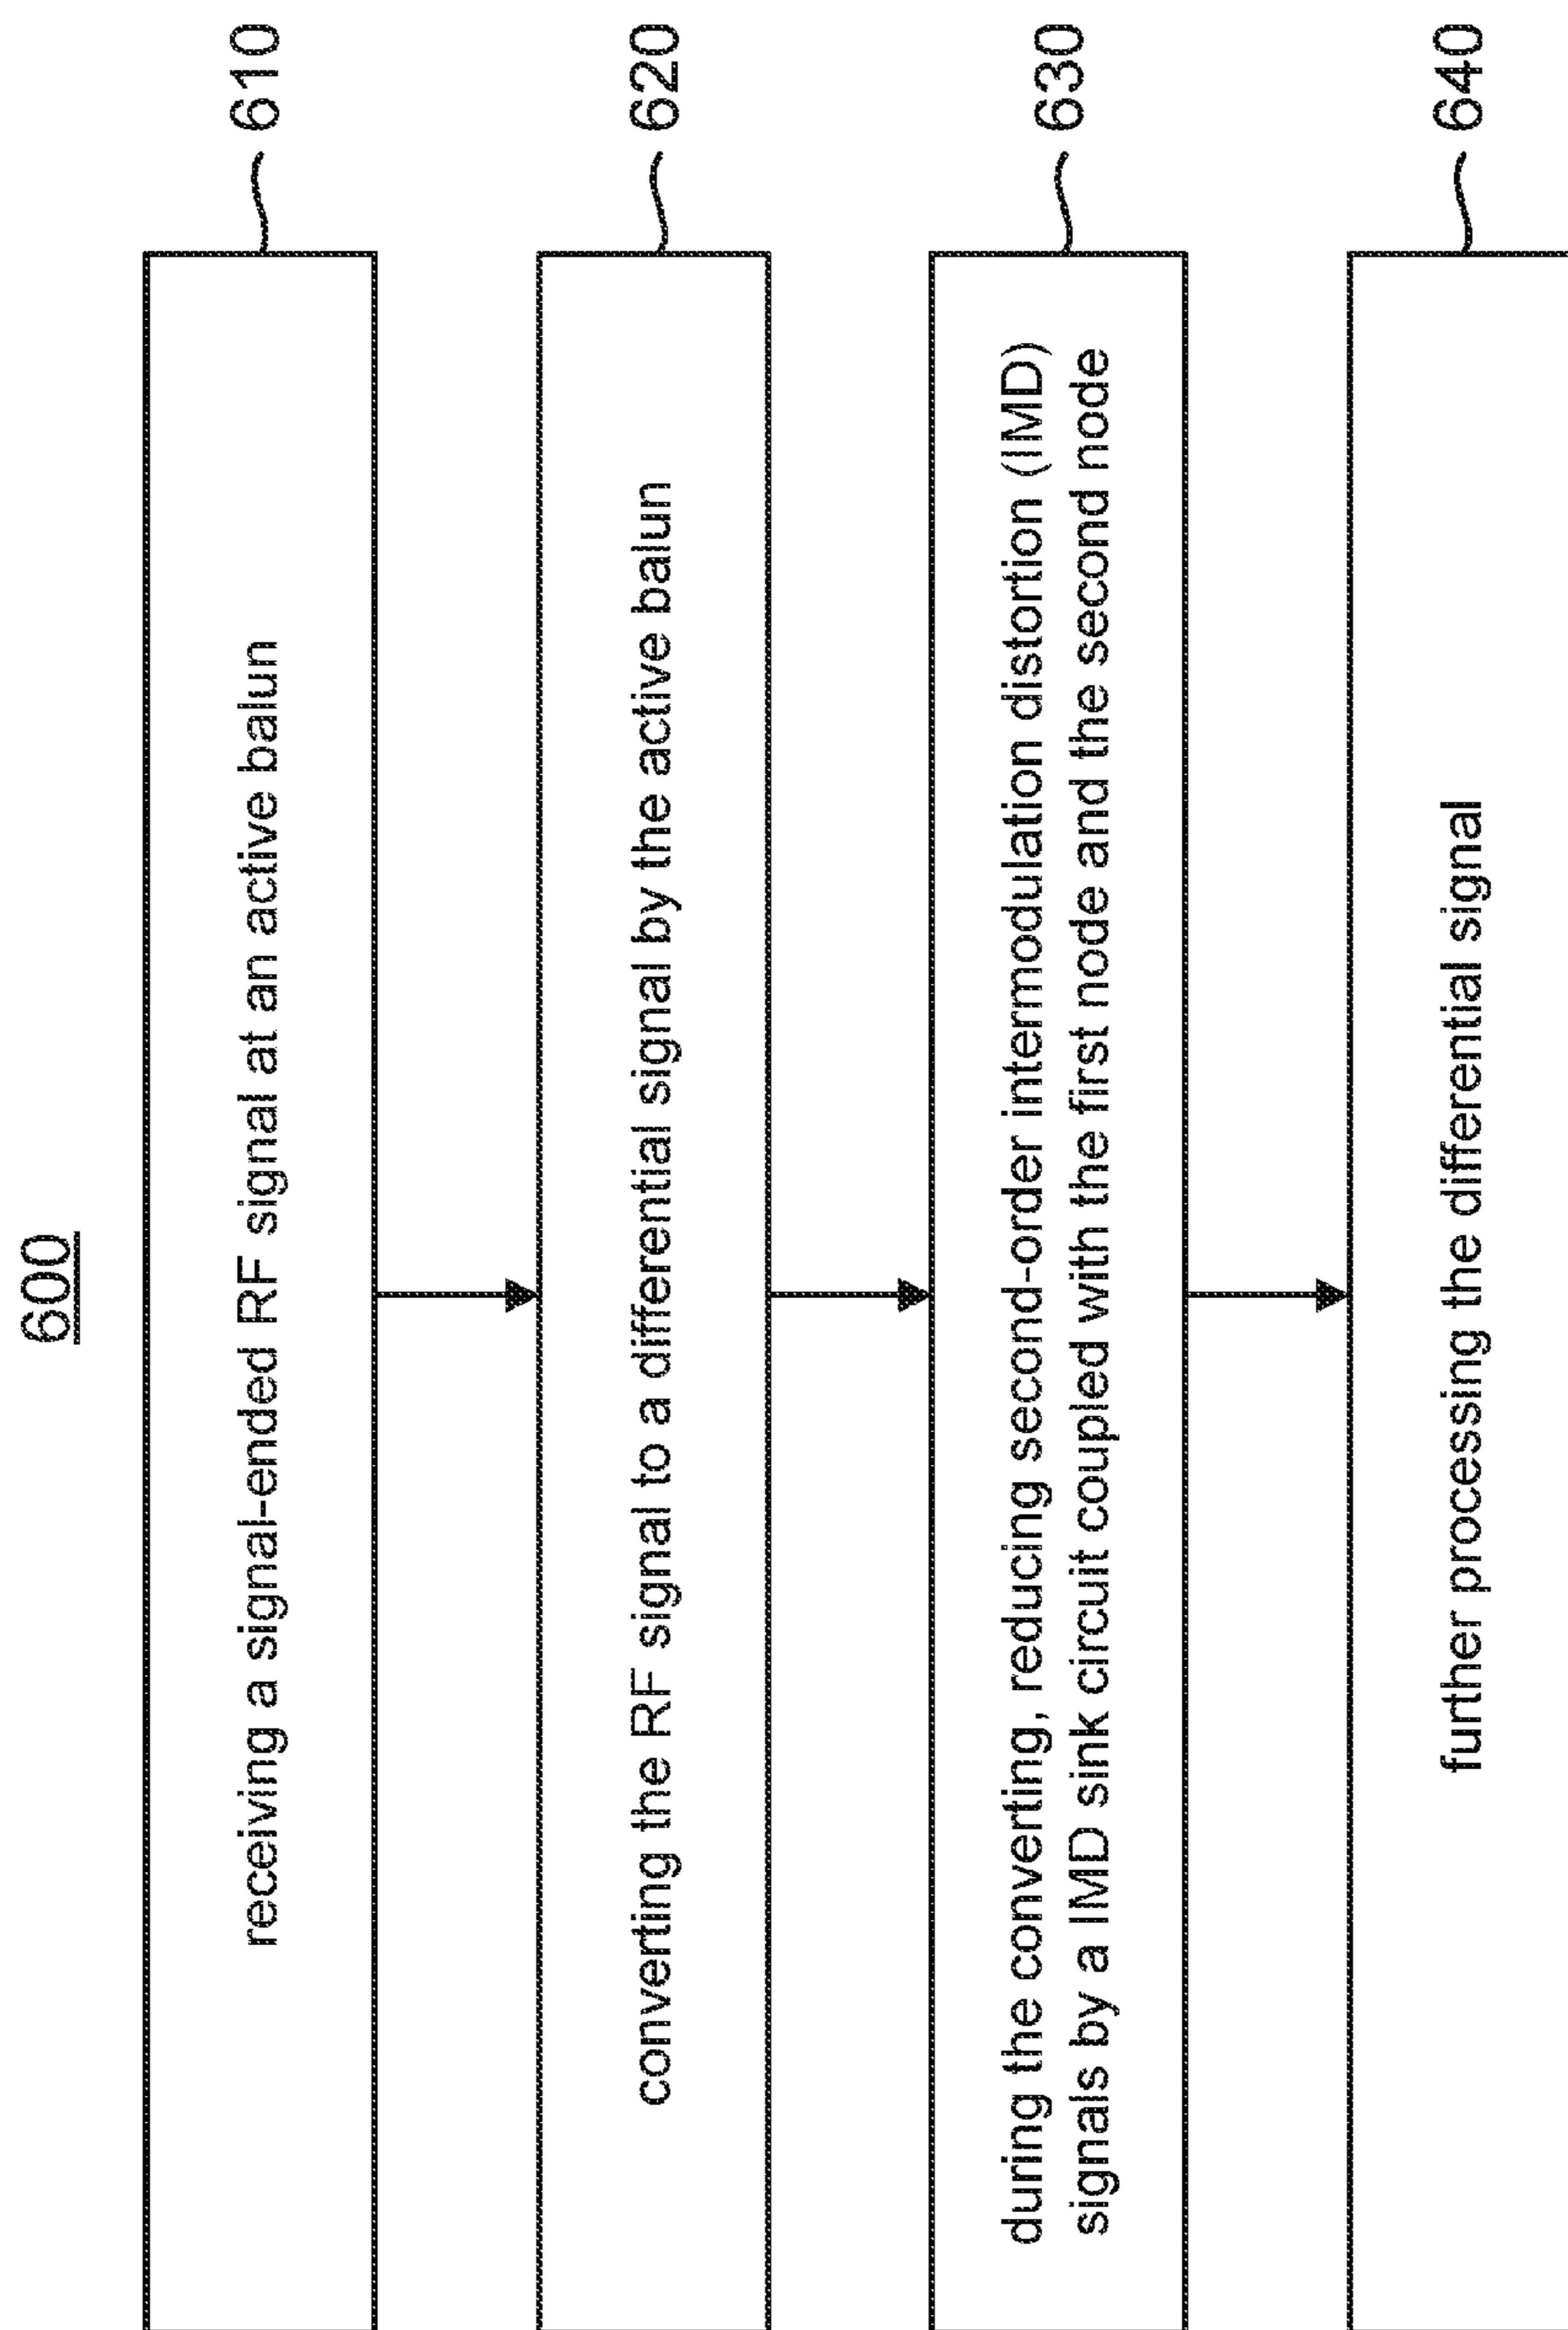 600
receiving a signal-ended RF signal at an active balun
610
converting the RF signal to a differential signal by the active balun
620
during the converting, reducing second-order intermodulation distortion (IMD)
signals by a IMD sink circuit coupled with the first node and the second node
630
further processing the differential signal
640